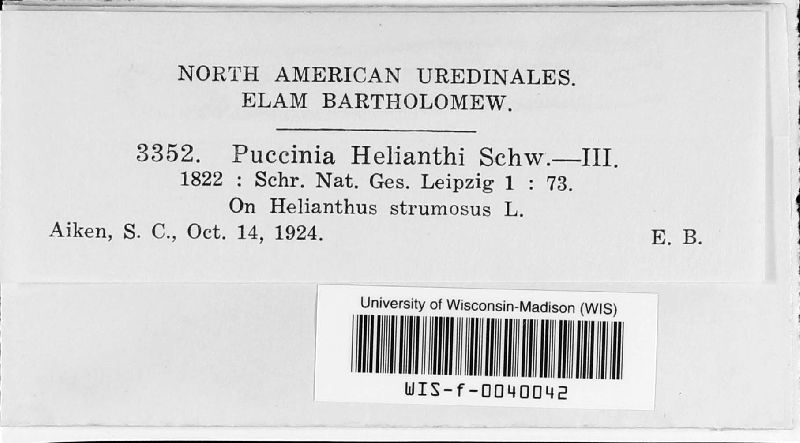 NORTH AMERICAN UREDINALES.
ELAM BARTHOLOMEW.
3352. Puccinia Helianthi Schw.—III.
1822 : Schr. Nat. Ges. Leipzig 1 : 73.
On Helianthus strumosus L.
Aiken, S. C., Oct. 14, 1924. E. B.
University of Wisconsin-Madison (WIS)
WIS-f-0040042